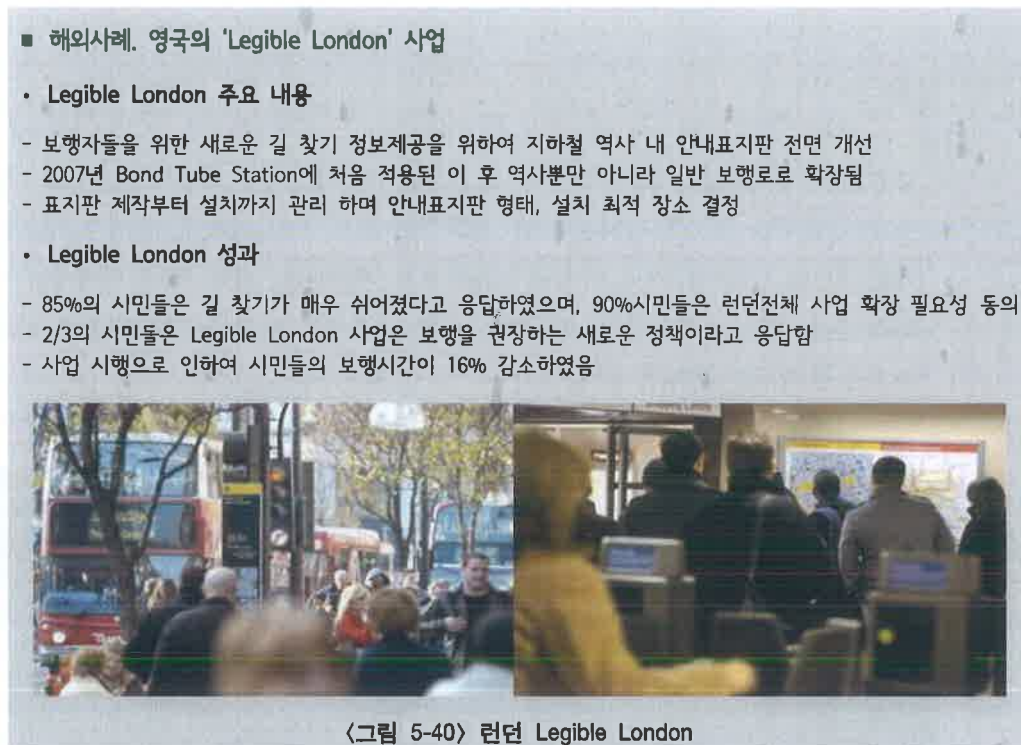 ▪ 해외사례. 영국의 'Legible London' 사업
• Legible London 주요 내용
- 보행자들을 위한 새로운 길 찾기 정보제공을 위하여 지하철 역사 내 안내표지판 전면 개선
- 2007년 Bond Tube Station에 처음 적용된 이 후 역사뿐만 아니라 일반 보행로로 확장됨
- 표지판 제작부터 설치까지 관리 하며 안내표지판 형태, 설치 최적 장소 결정
• Legible London 성과
- 85%의 시민들은 길 찾기가 매우 쉬어졌다고 응답하였으며, 90%시민들은 런던전체 사업 확장 필요성 동의
- 2/3의 시민들은 Legible London 사업은 보행을 권장하는 새로운 정책이라고 응답함
- 사업 시행으로 인하여 시민들의 보행시간이 16% 감소하였음
〈그림 5-40〉 런던 Legible London